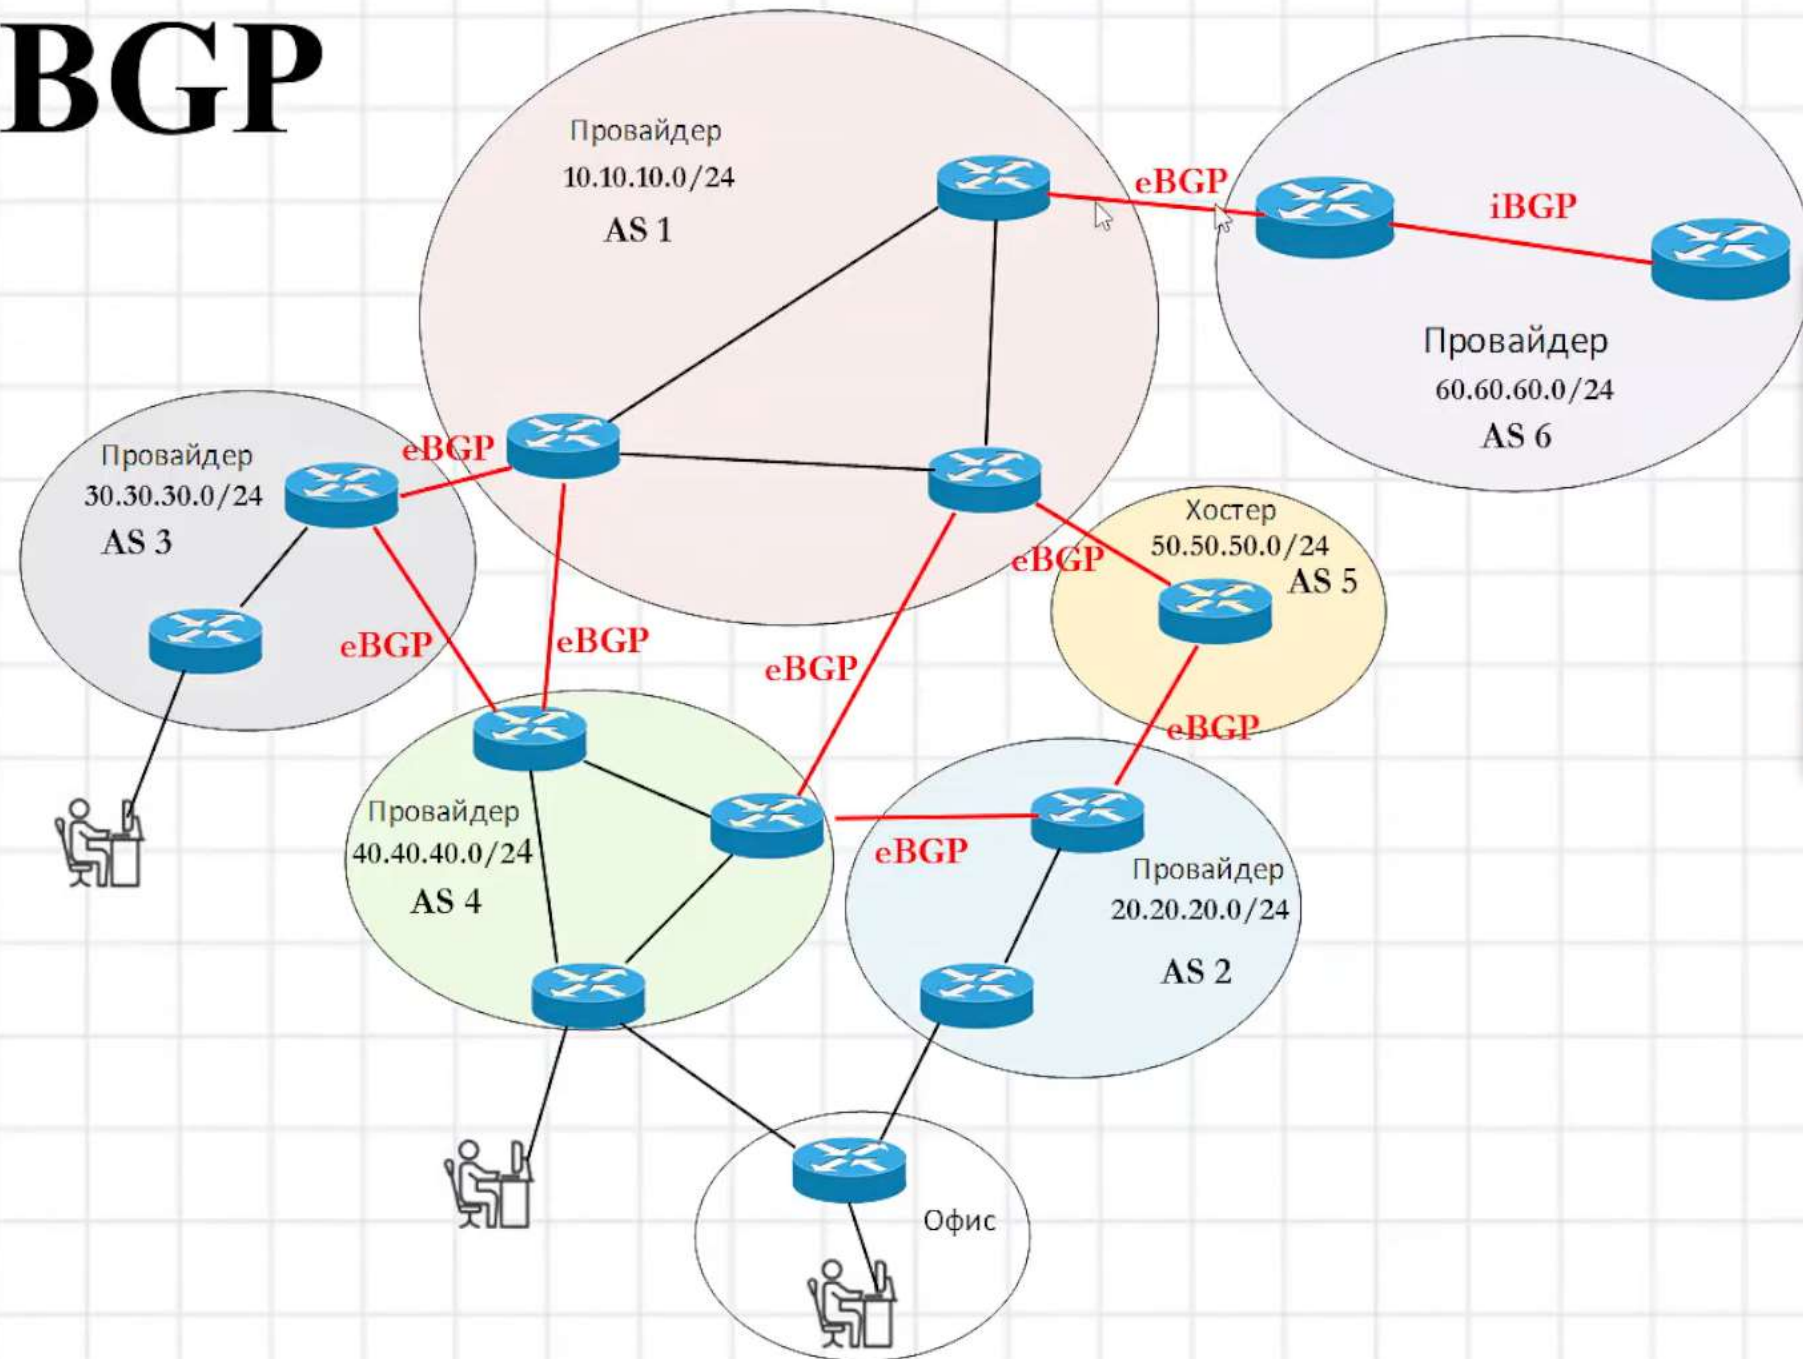 BGP
Провайдер
10.10.10.0/24
AS 1
eBGP
iBGP
Провайдер
60.60.60.0/24
AS 6
Провайдер
30.30.30.0/24
AS 3
eBGP
eBGP
eBGP
eBGP
eBGP
Хостер
50.50.50.0/24
AS 5
eBGP
Провайдер
40.40.40.0/24
AS 4
eBGP
Провайдер
20.20.20.0/24
AS 2
Офис